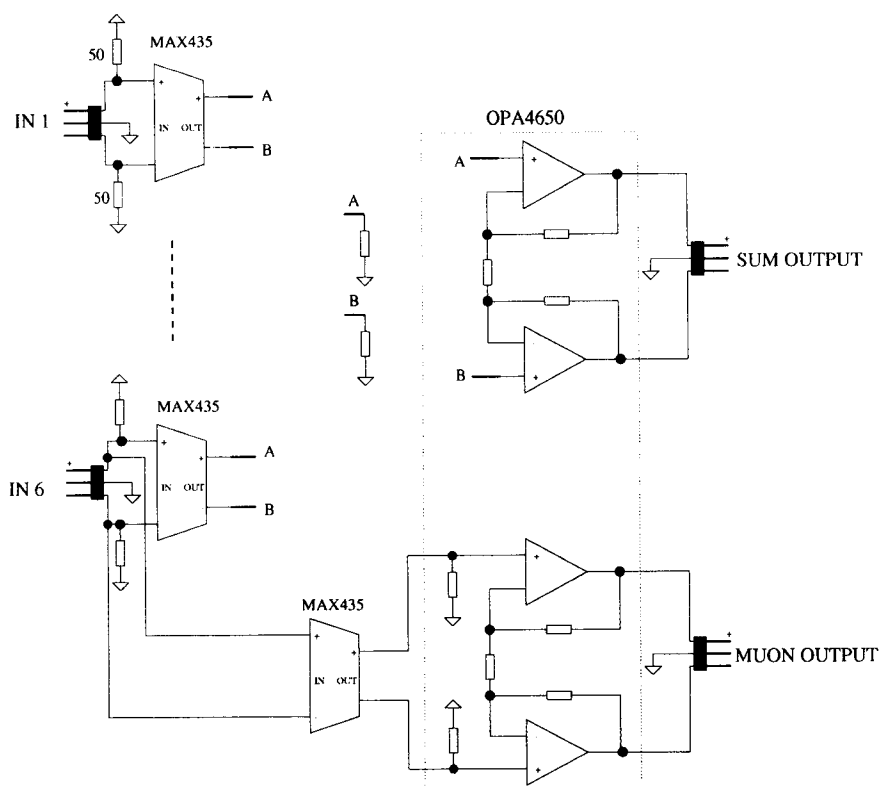 MAX435
50
+
+
A
IN 1
+
IN OUT
B
50
OPA4650
A
+
A
B
+
SUM OUTPUT
B
+
MAX435
+
+
A
+
IN 6
IN OUT
B
MAX435
+
+
IN OUT
+
+
MUON OUTPUT
+